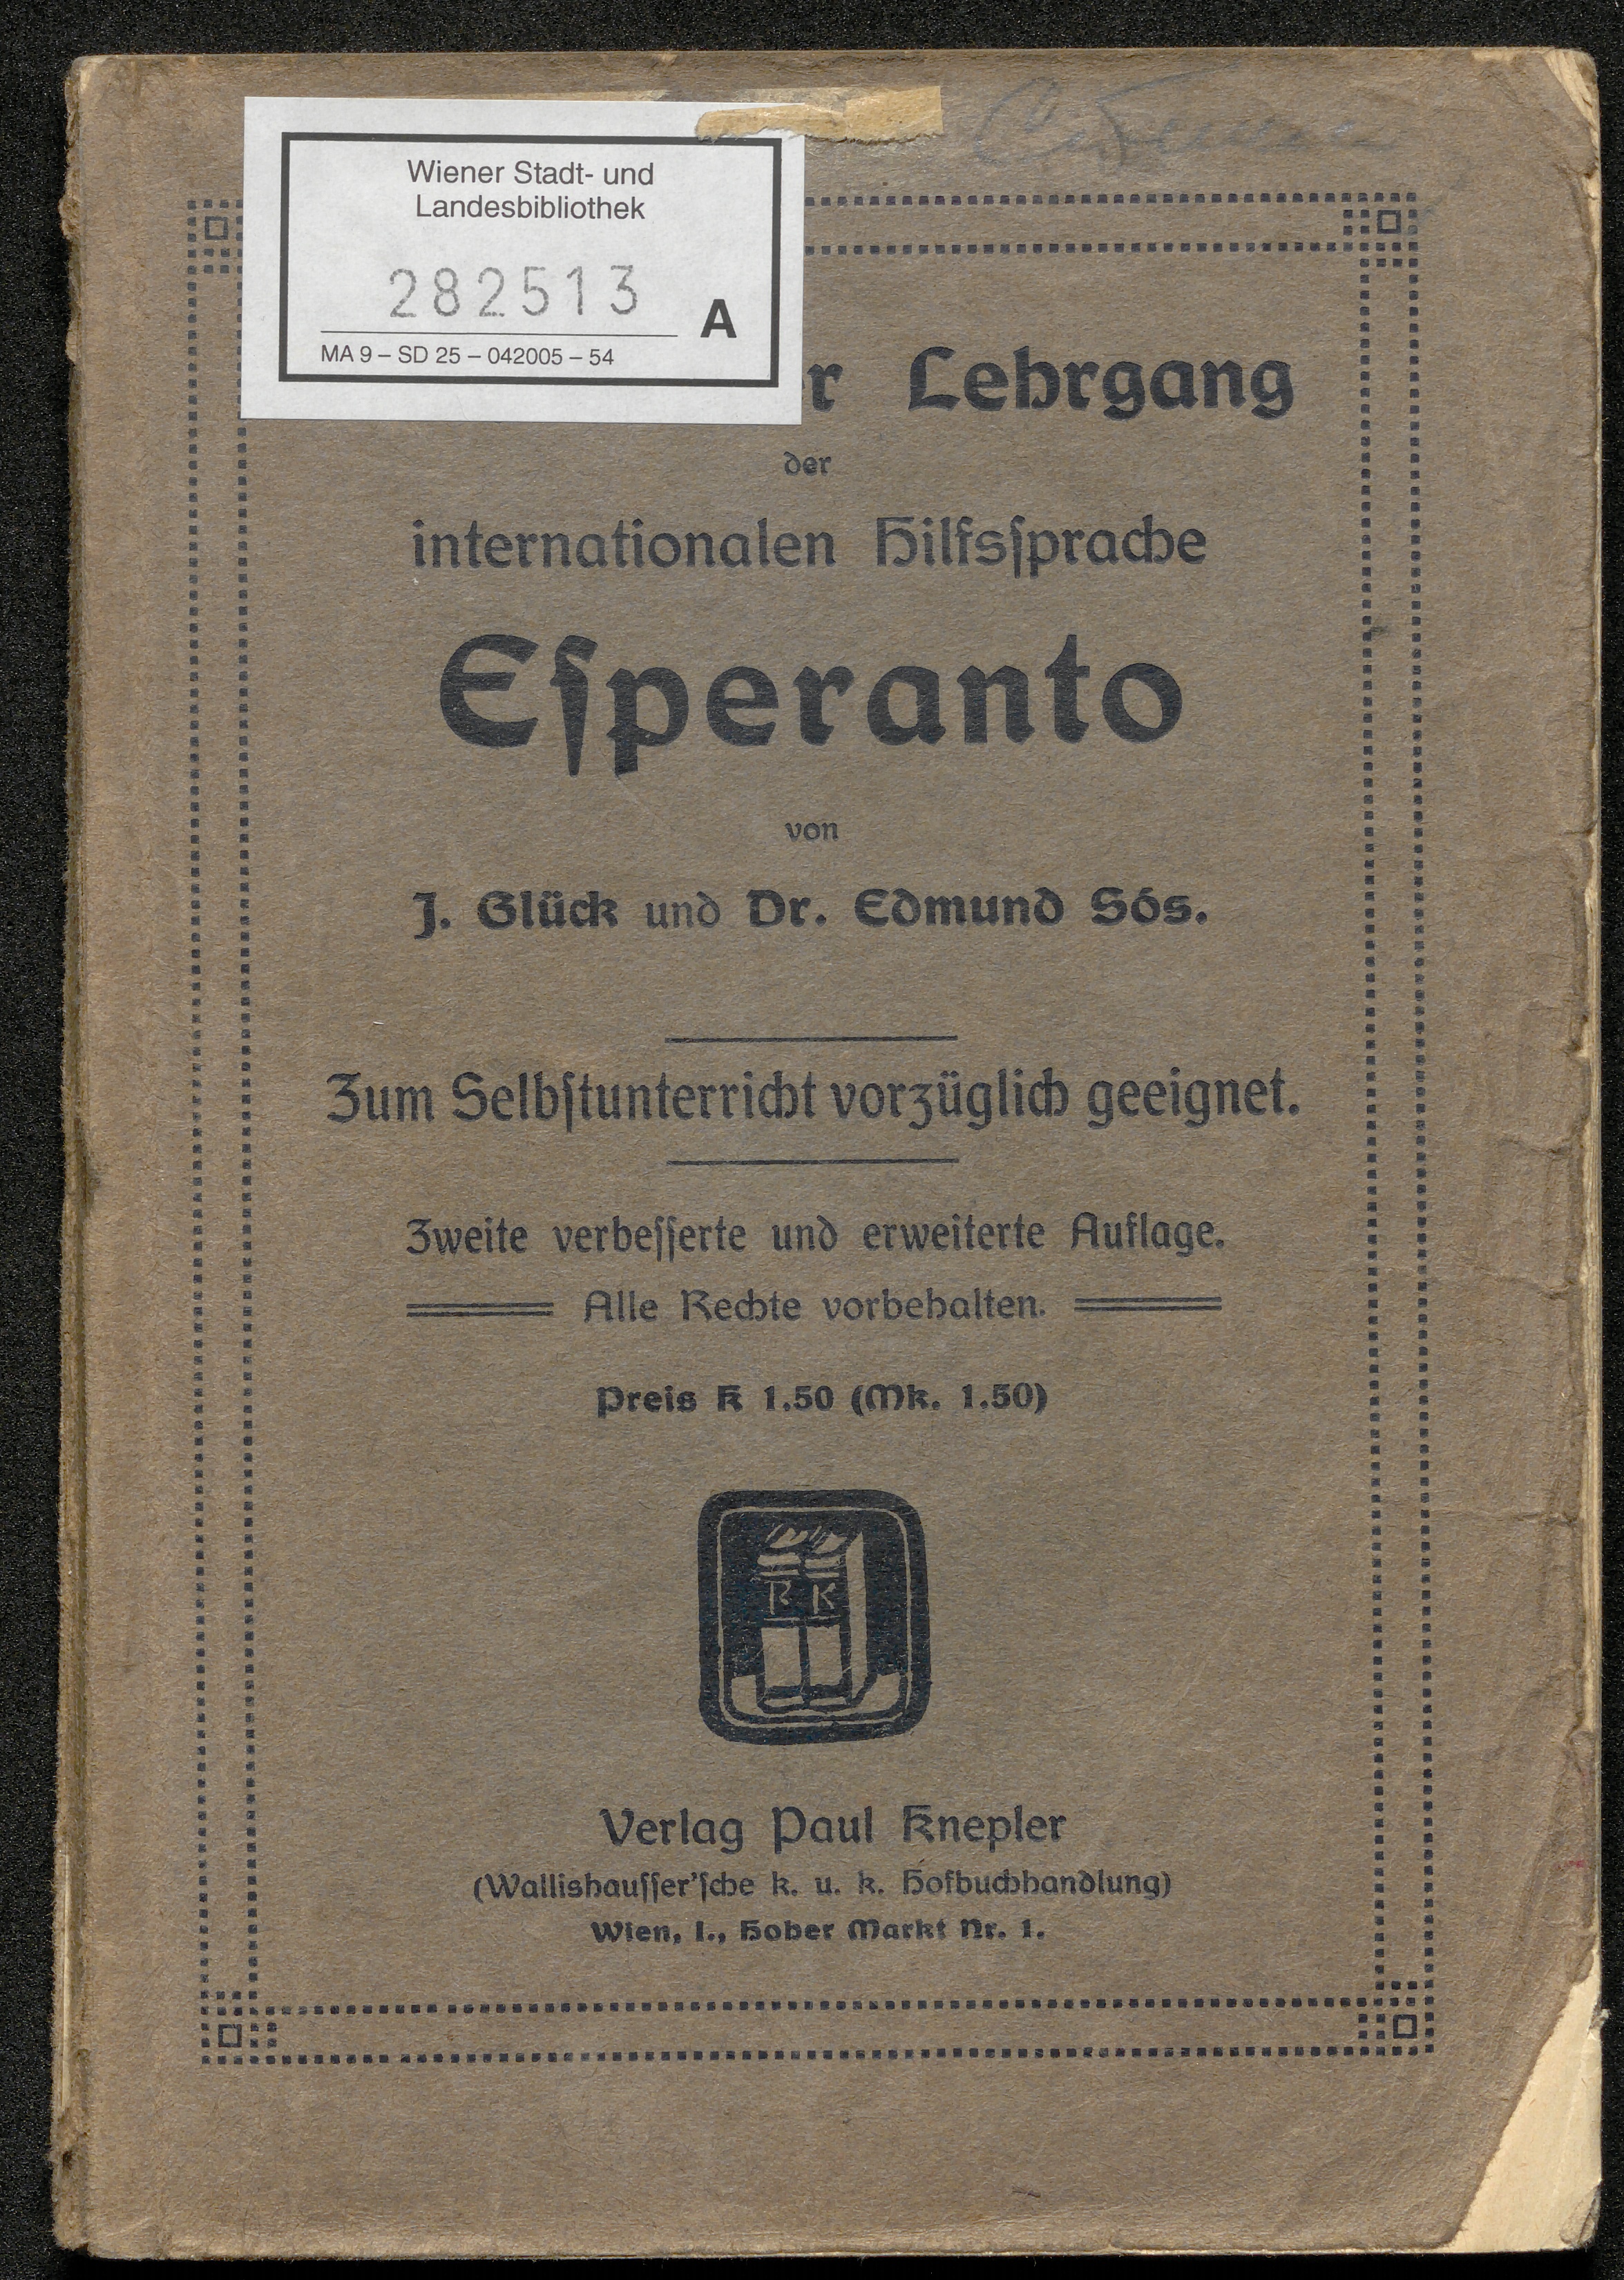 Wiener Stadt- und
Landesbibliothek
282513 A
MA 9 – SD 25 – 042005 – 54
r Lehrgang
der
internationalen Hilfsſprache
Eſperanto
von
J. Glück und Dr. Edmund Sós.
Zum Selbſtunterricht vorzüglich geeignet.
Zweite verbeſſerte und erweiterte Auflage.
Alle Rechte vorbehalten.
Preis K 1.50 (Mk. 1.50)
P K
Verlag Paul Knepler
(Wallishauſſer'ſche k. u. k. Hofbuchhandlung)
Wien, I., Hoher Markt Nr. 1.